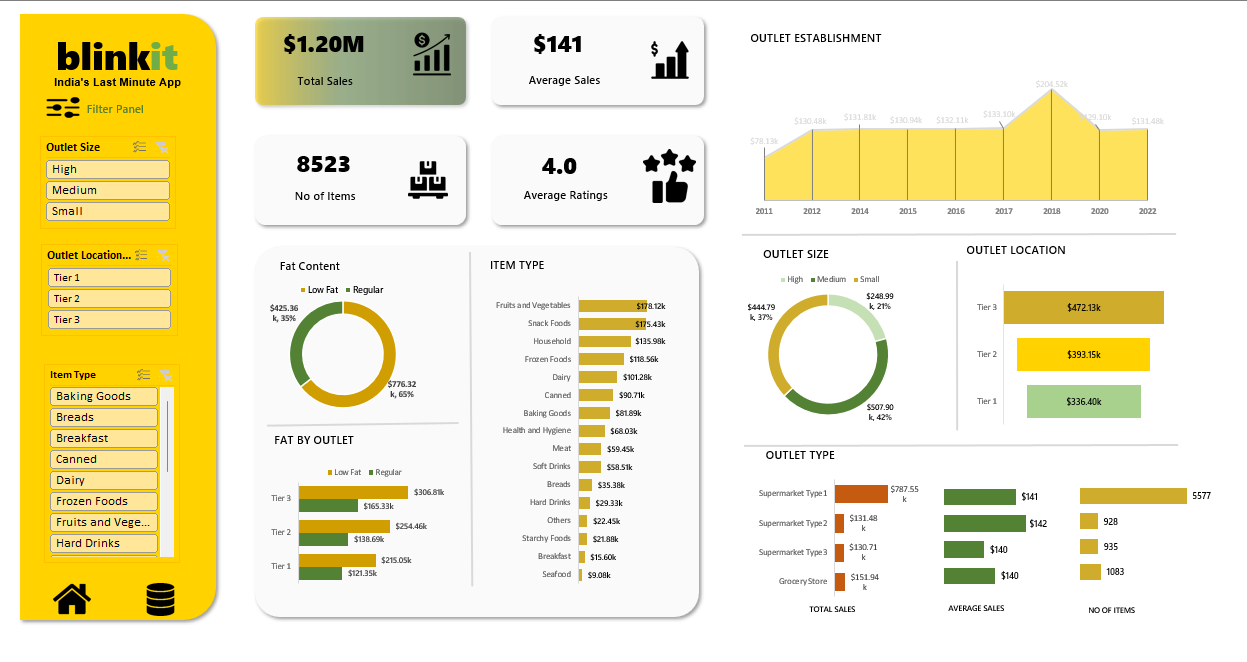 blinkit
India's Last Minute App
Filter Panel
Outlet Size
High
Medium
Small
Outlet Location...
Tier 1
Tier 2
Tier 3
Item Type
Baking Goods
Breads
Breakfast
Canned
Dairy
Frozen Foods
Fruits and Vege...
Hard Drinks
$1.20M
Total Sales
$141
Average Sales
8523
No of Items
4.0
Average Ratings
Fat Content
Low Fat Regular
$425.36
k, 35%
$776.32
k, 65%
FAT BY OUTLET
Low Fat Regular
Tier 3 $306.81k
$165.33k
Tier 2 $254.46k
$138.69k
Tier 1 $215.05k
$121.35k
ITEM TYPE
Fruits and Vegetables $178.12k
Snack Foods $175.43k
Household $135.98k
Frozen Foods $118.56k
Dairy $101.28k
Canned $90.71k
Baking Goods $81.89k
Health and Hygiene $68.03k
Meat $59.45k
Soft Drinks $58.51k
Breads $35.38k
Hard Drinks $29.33k
Others $22.45k
Starchy Foods $21.88k
Breakfast $15.60k
Seafood $9.08k
OUTLET ESTABLISHMENT
$78.13k $130.48k $131.81k $130.94k $132.11k $133.10k $204.52k $129.10k $131.48k
2011 2012 2014 2015 2016 2017 2018 2020 2022
OUTLET SIZE
High Medium Small
$444.79
k, 37%
$248.99
k, 21%
$507.90
k, 42%
OUTLET LOCATION
Tier 3 $472.13k
Tier 2 $393.15k
Tier 1 $336.40k
OUTLET TYPE
Supermarket Type1 $787.55
k
Supermarket Type2 $131.48
k
Supermarket Type3 $130.71
k
Grocery Store $151.94
k
TOTAL SALES
$141
$142
$140
$140
AVERAGE SALES
5577
928
935
1083
NO OF ITEMS